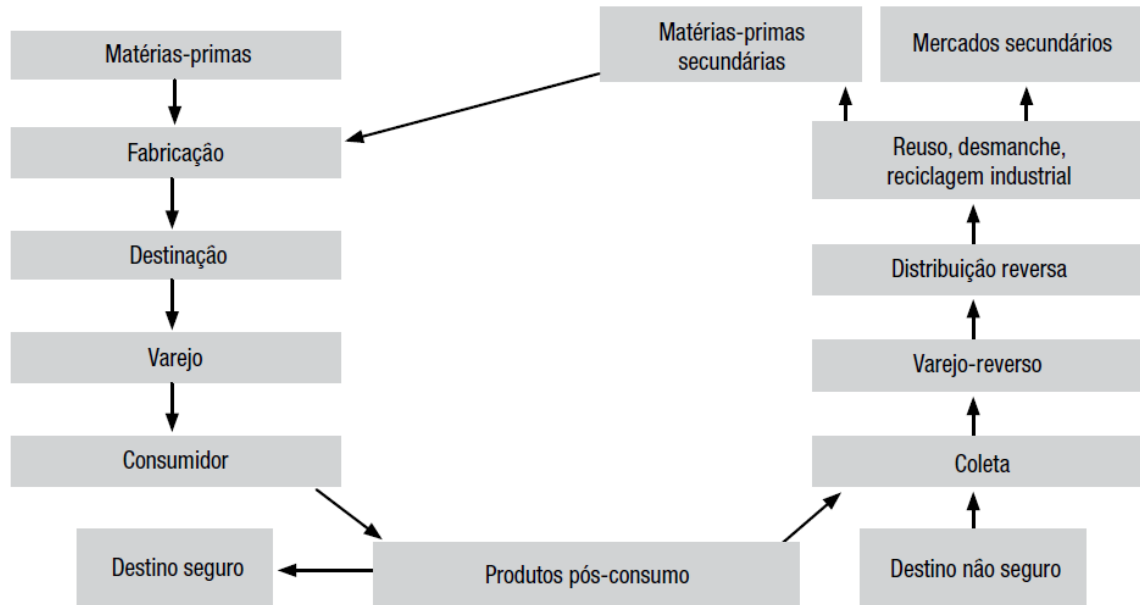 Matérias-primas
Fabricação
Destinação
Varejo
Consumidor
Destino seguro
Produtos pós-consumo
Destino não seguro
Coleta
Varejo-reverso
Distribuição reversa
Reuso, desmanche,
reciclagem industrial
Matérias-primas
secundárias
Mercados secundários